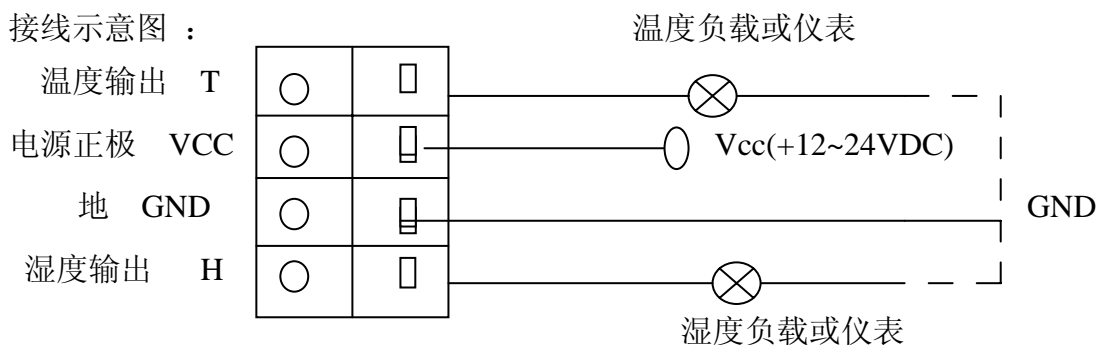 接线示意图 ：
温度负载或仪表
温度输出 T
电源正极 VCC
Vcc(+12~24VDC)
地 GND
GND
湿度输出 H
湿度负载或仪表